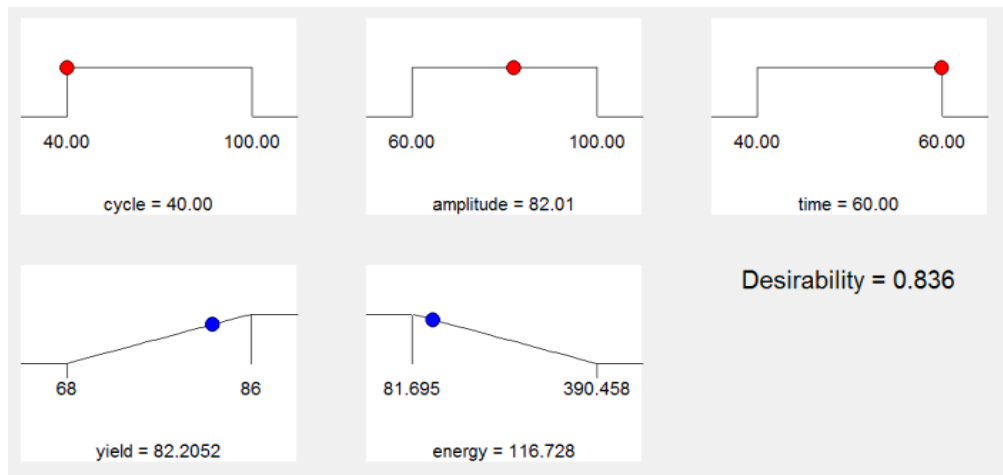 40.00 100.00
cycle = 40.00
60.00 100.00
amplitude = 82.01
40.00 60.00
time = 60.00
68 86
yield = 82.2052
81.695 390.458
energy = 116.728
Desirability = 0.836